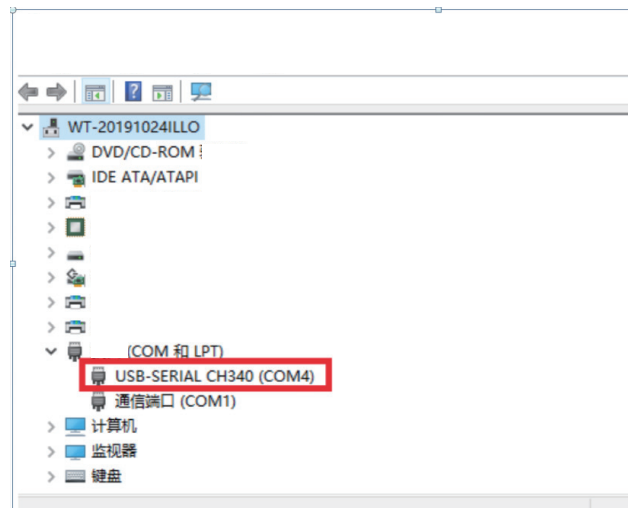 WT-20191024ILLO
DVD/CD-ROM
IDE ATA/ATAPI
(COM 和 LPT)
USB-SERIAL CH340 (COM4)
通信端口 (COM1)
计算机
监视器
键盘